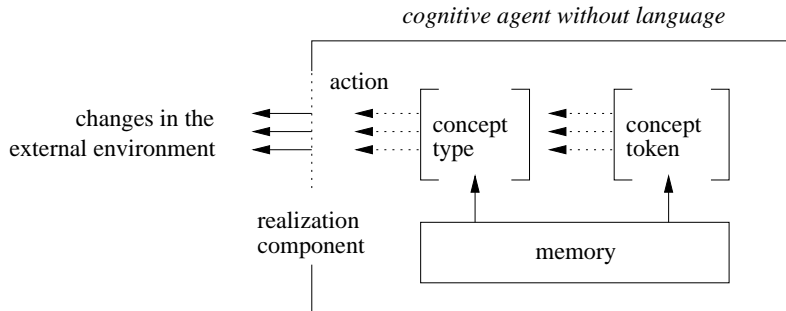 cognitive agent without language
action
changes in the
external environment
concept
type
concept
token
realization
component
memory